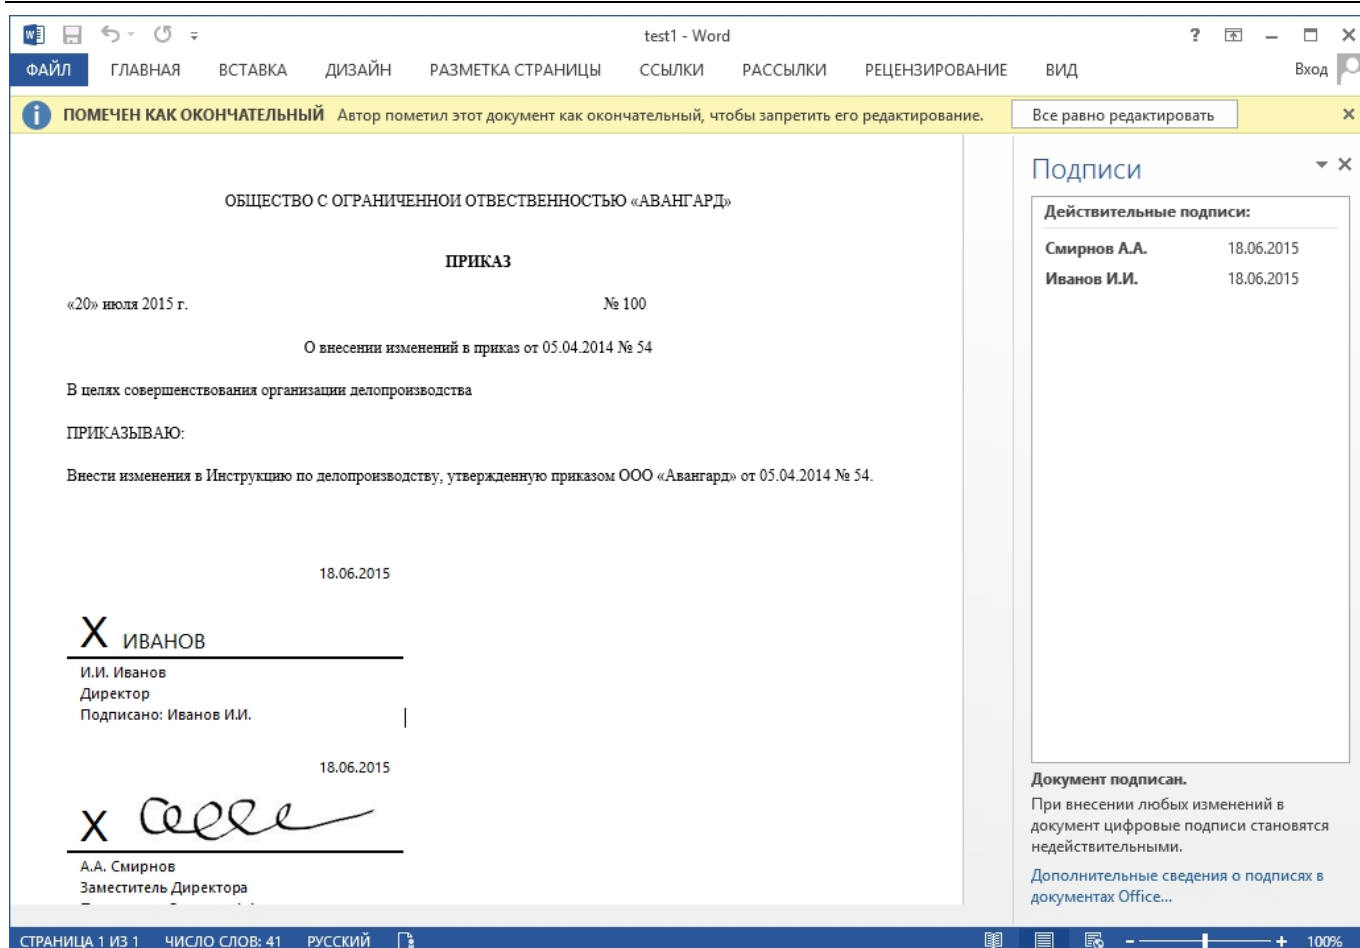 test1 - Word
ФАЙЛ ГЛАВНАЯ ВСТАВКА ДИЗАЙН РАЗМЕТКА СТРАНИЦЫ ССЫЛКИ РАССЫЛКИ РЕЦЕНЗИРОВАНИЕ ВИД Вход
ПОМЕЧЕН КАК ОКОНЧАТЕЛЬНЫЙ Автор пометил этот документ как окончательный, чтобы запретить его редактирование. Все равно редактировать
ОБЩЕСТВО С ОГРАНИЧЕННОЙ ОТВЕСТВЕННОСТЬЮ «АВАНГАРД»
ПРИКАЗ
«20» июля 2015 г. № 100
О внесении изменений в приказ от 05.04.2014 № 54
В целях совершенствования организации делопроизводства
ПРИКАЗЫВАЮ:
Внести изменения в Инструкцию по делопроизводству, утвержденную приказом ООО «Авангард» от 05.04.2014 № 54.
18.06.2015
X ИВАНОВ
И.И. Иванов
Директор
Подписано: Иванов И.И.
18.06.2015
X
А.А. Смирнов
Заместитель Директора
Подписи
Действительные подписи:
Смирнов А.А. 18.06.2015
Иванов И.И. 18.06.2015
Документ подписан.
При внесении любых изменений в
документ цифровые подписи становятся
недействительными.
Дополнительные сведения о подписях в
документах Office...
СТРАНИЦА 1 ИЗ 1 ЧИСЛО СЛОВ: 41 РУССКИЙ 100%